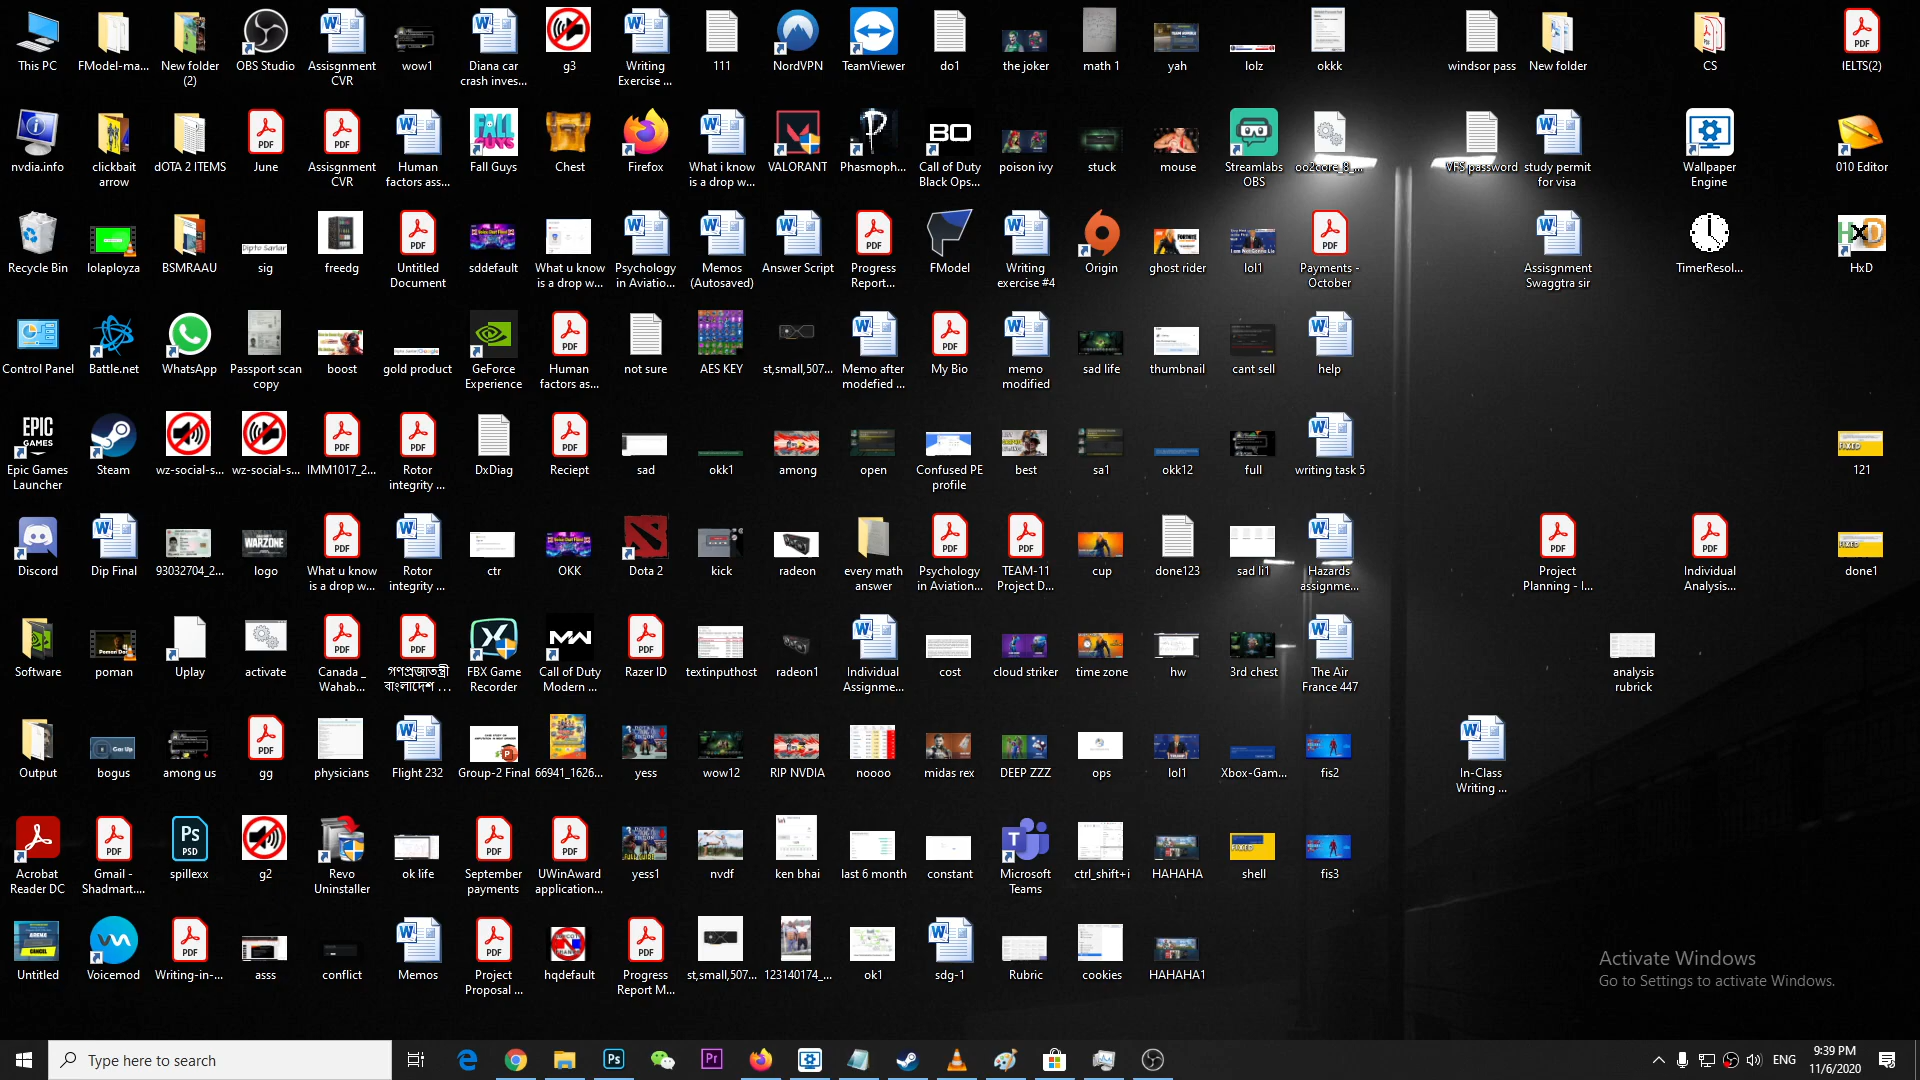 This PC
FModel-ma...
New folder
(2)
OBS Studio
Assisgnment
CVR
wow1
Diana car
crash inves...
g3
Writing
Exercise ...
111
NordVPN
TeamViewer
do1
the joker
math 1
yah
lolz
okkk
windsor pass
New folder
CS
IELTS(2)
nvdia.info
clickbait
arrow
dOTA 2 ITEMS
June
Assisgnment
CVR
Human
factors ass...
Fall Guys
Chest
Firefox
What i know
is a drop w...
VALORANT
Phasmoph...
Call of Duty
Black Ops...
poison ivy
stuck
mouse
Streamlabs
OBS
oo2core_8_...
VFS password
study permit
for visa
Wallpaper
Engine
010 Editor
Recycle Bin
lolaployza
BSMRAAU
sig
freedg
Untitled
Document
sddefault
What u know
is a drop w...
Psychology
in Aviatio...
Memos
(Autosaved)
Answer Script
Progress
Report...
FModel
Writing
exercise #4
Origin
ghost rider
lol1
Payments -
October
Assisgnment
Swaggtra sir
TimerResol...
HxD
Control Panel
Battle.net
WhatsApp
Passport scan
copy
boost
gold product
GeForce
Experience
Human
factors as...
not sure
AES KEY
st,small,507...
Memo after
modefied ...
My Bio
memo
modified
sad life
thumbnail
cant sell
help
Epic Games
Launcher
Steam
wz-social-s...
wz-social-s...
IMM1017_2...
Rotor
integrity ...
DxDiag
Reciept
sad
okk1
among
open
Confused PE
profile
best
sa1
okk12
full
writing task 5
121
Discord
Dip Final
93032704_2...
logo
What u know
is a drop w...
Rotor
integrity ...
ctr
OKK
Dota 2
kick
radeon
every math
answer
Psychology
in Aviation...
TEAM-11
Project D...
cup
done123
sad li1
Hazards
assignme...
Project
Planning - I...
Individual
Analysis...
done1
Software
poman
Uplay
activate
Canada _
Wahab...
গণপ্রজাতন্ত্রী
বাংলাদেশ ...
FBX Game
Recorder
Call of Duty
Modern ...
Razer ID
textinputhost
radeon1
Individual
Assignme...
cost
cloud striker
time zone
hw
3rd chest
The Air
France 447
analysis
rubrick
Output
bogus
among us
gg
physicians
Flight 232
Group-2 Final
66941_1626...
yess
wow12
RIP NVDIA
noooo
midas rex
DEEP ZZZ
ops
lol1
Xbox-Gam...
fis2
In-Class
Writing ...
Acrobat
Reader DC
Gmail -
Shadmart....
spillexx
g2
Revo
Uninstaller
ok life
September
payments
UWinAward
application...
yess1
nvdf
ken bhai
last 6 month
constant
Microsoft
Teams
ctrl_shift+i
HAHAHA
shell
fis3
Untitled
Voicemod
Writing-in-...
asss
conflict
Memos
Project
Proposal ...
hqdefault
Progress
Report M...
st,small,507...
123140174_...
ok1
sdg-1
Rubric
cookies
HAHAHA1
Activate Windows
Go to Settings to activate Windows.
Type here to search
ENG
9:39 PM
11/6/2020